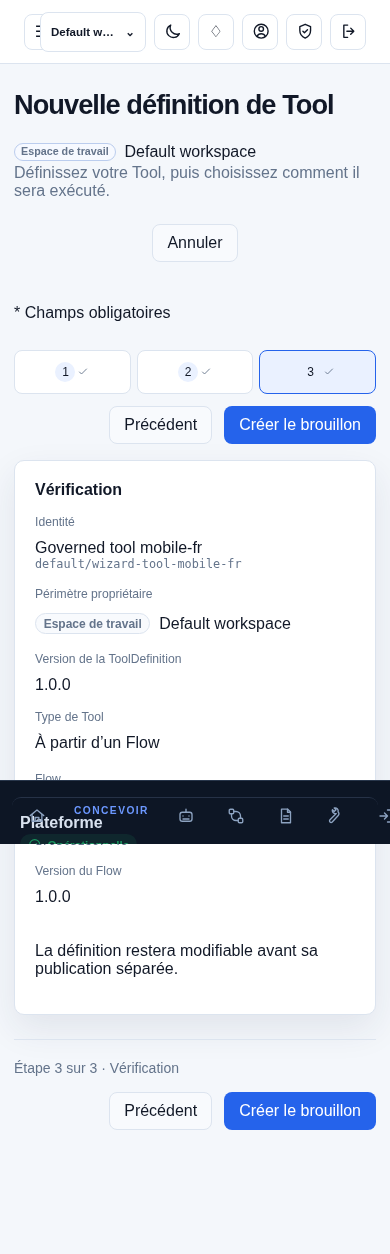 Default w…
Nouvelle définition de Tool
Espace de travail Default workspace
Définissez votre Tool, puis choisissez comment il
sera exécuté.
Annuler
* Champs obligatoires
1 2 3
Précédent Créer le brouillon
Vérification
Identité
Governed tool mobile-fr
default/wizard-tool-mobile-fr
Périmètre propriétaire
Espace de travail Default workspace
Version de la ToolDefinition
1.0.0
Type de Tool
À partir d’un Flow
Flow
CONCEVOIR
Plateforme
Version du Flow
1.0.0
La définition restera modifiable avant sa
publication séparée.
Étape 3 sur 3 · Vérification
Précédent Créer le brouillon